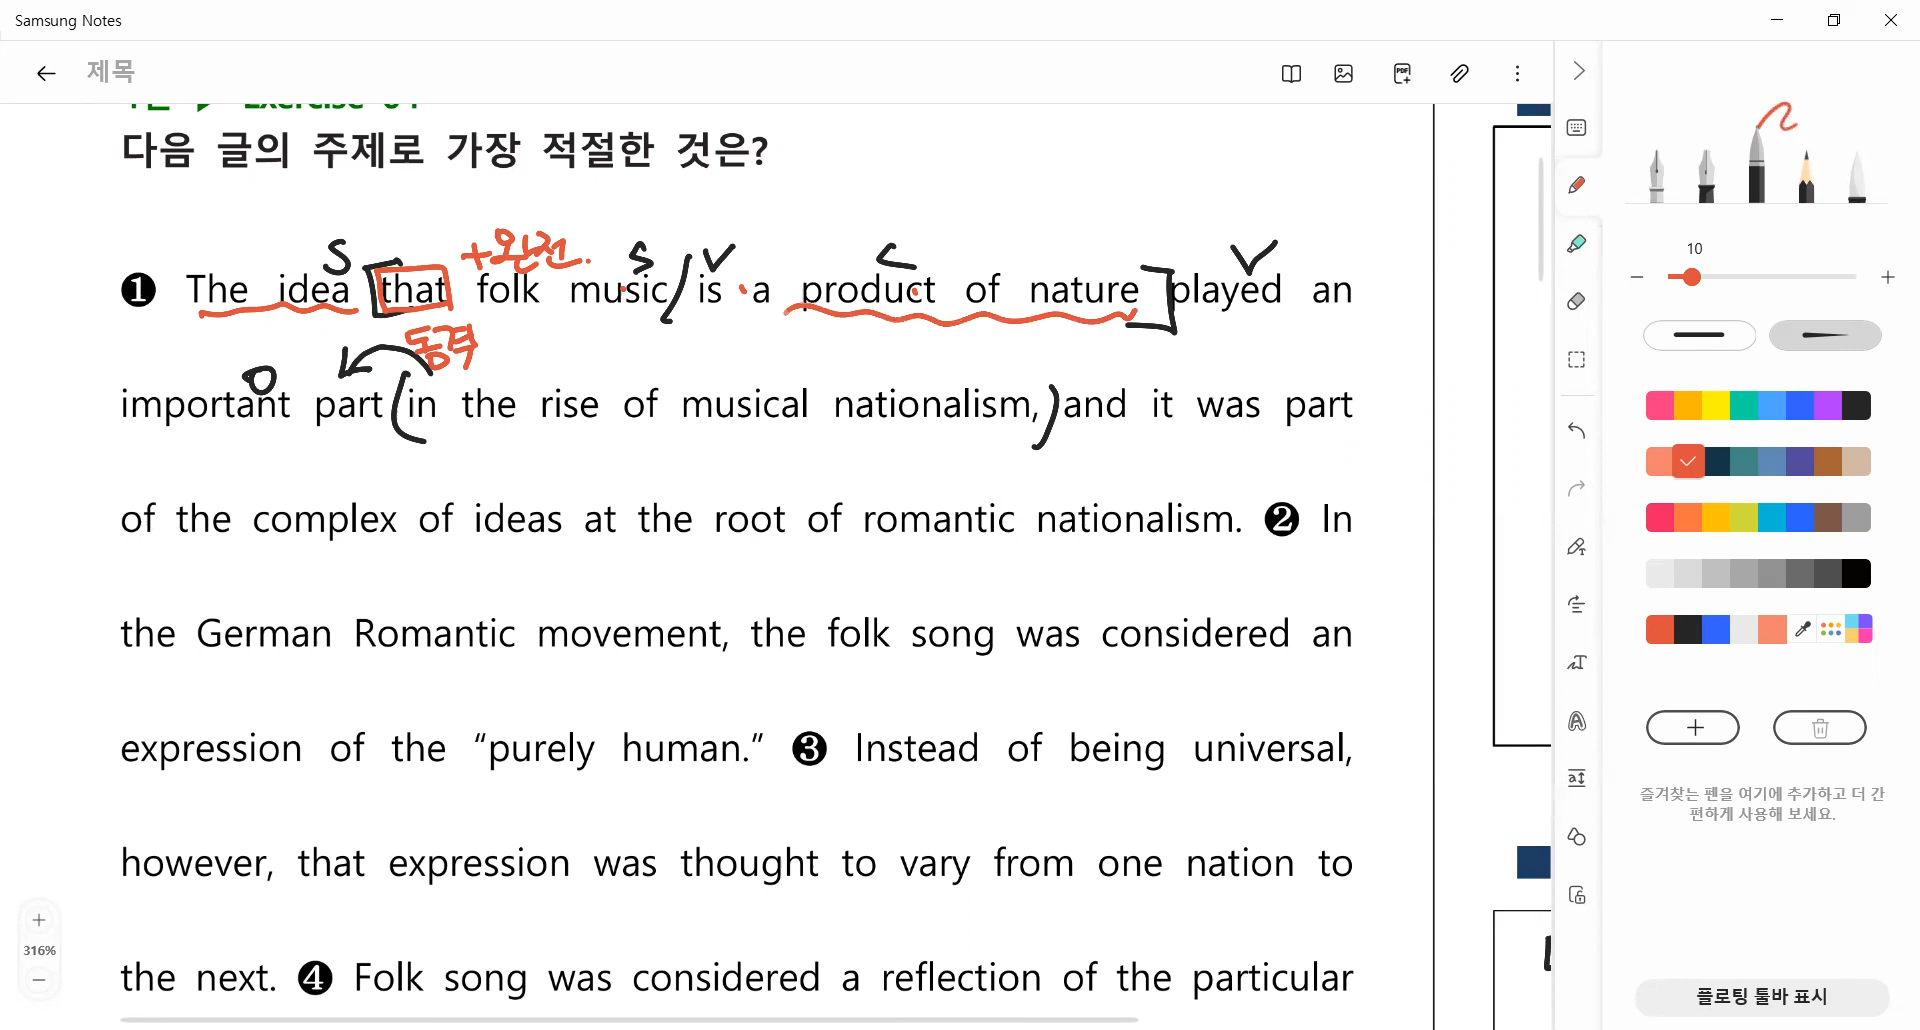 Samsung Notes
제목
다음 글의 주제로 가장 적절한 것은?
S +완전. S / V C V
❶ The idea [that folk music is a product of nature] played an
동격
O
important part (in the rise of musical nationalism,) and it was part
of the complex of ideas at the root of romantic nationalism. ❷ In
the German Romantic movement, the folk song was considered an
expression of the “purely human.” ❸ Instead of being universal,
however, that expression was thought to vary from one nation to
the next. ❹ Folk song was considered a reflection of the particular
316%
10
즐겨찾는 펜을 여기에 추가하고 더 간
편하게 사용해 보세요.
플로팅 툴바 표시